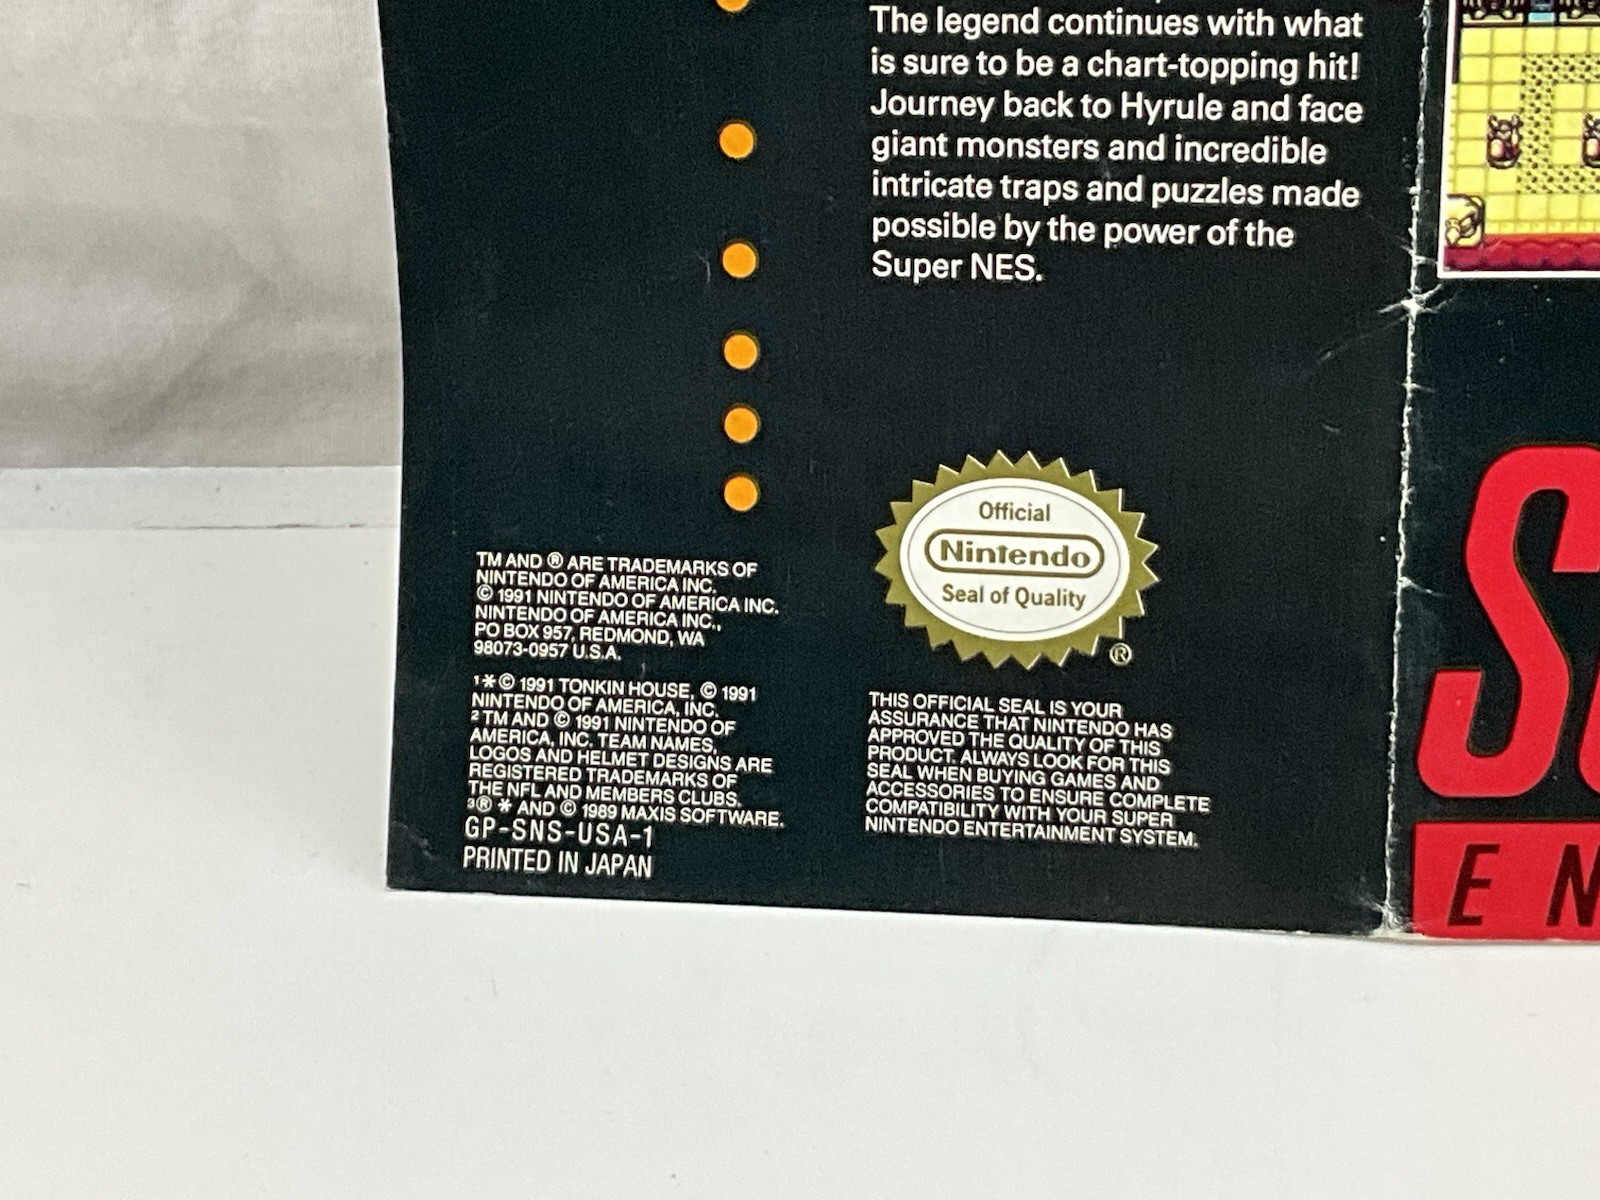 The legend continues with what
is sure to be a chart-topping hit!
Journey back to Hyrule and face
giant monsters and incredible
intricate traps and puzzles made
possible by the power of the
Super NES.
Official
Nintendo
Seal of Quality
®
TM AND ® ARE TRADEMARKS OF
NINTENDO OF AMERICA INC.
© 1991 NINTENDO OF AMERICA INC.
NINTENDO OF AMERICA INC.,
PO BOX 957, REDMOND, WA
98073-0957 U.S.A.
¹*© 1991 TONKIN HOUSE, © 1991
NINTENDO OF AMERICA, INC.
² TM AND © 1991 NINTENDO OF
AMERICA, INC. TEAM NAMES,
LOGOS AND HELMET DESIGNS ARE
REGISTERED TRADEMARKS OF
THE NFL AND MEMBERS CLUBS.
³® * AND © 1989 MAXIS SOFTWARE.
GP-SNS-USA-1
PRINTED IN JAPAN
THIS OFFICIAL SEAL IS YOUR
ASSURANCE THAT NINTENDO HAS
APPROVED THE QUALITY OF THIS
PRODUCT. ALWAYS LOOK FOR THIS
SEAL WHEN BUYING GAMES AND
ACCESSORIES TO ENSURE COMPLETE
COMPATIBILITY WITH YOUR SUPER
NINTENDO ENTERTAINMENT SYSTEM.
S
E N